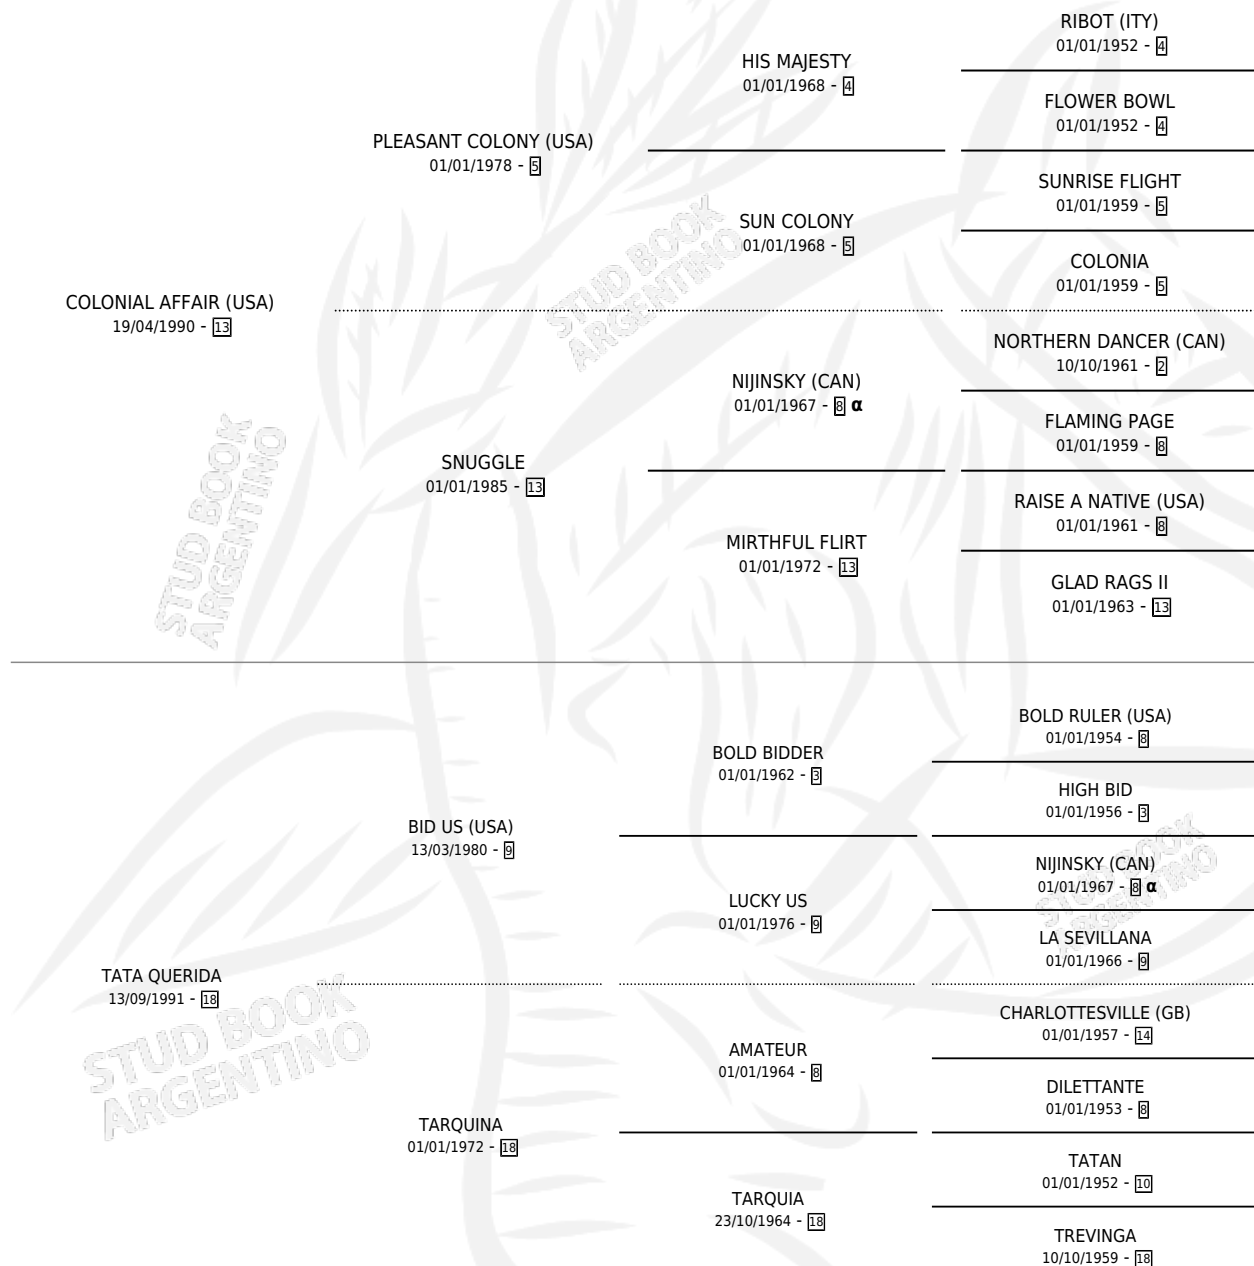 RIBOT (ITY)
01/01/1952 - 4
HIS MAJESTY
01/01/1968 - 4
FLOWER BOWL
01/01/1952 - 4
PLEASANT COLONY (USA)
01/01/1978 - 5
SUNRISE FLIGHT
01/01/1959 - 5
SUN COLONY
01/01/1968 - 5
COLONIA
01/01/1959 - 5
COLONIAL AFFAIR (USA)
19/04/1990 - 13
NORTHERN DANCER (CAN)
10/10/1961 - 2
NIJINSKY (CAN)
01/01/1967 - 8 α
FLAMING PAGE
01/01/1959 - 8
SNUGGLE
01/01/1985 - 13
RAISE A NATIVE (USA)
01/01/1961 - 8
MIRTHFUL FLIRT
01/01/1972 - 13
GLAD RAGS II
01/01/1963 - 13
BOLD RULER (USA)
01/01/1954 - 8
BOLD BIDDER
01/01/1962 - 3
HIGH BID
01/01/1956 - 3
BID US (USA)
13/03/1980 - 9
NIJINSKY (CAN)
01/01/1967 - 8 α
LUCKY US
01/01/1976 - 9
LA SEVILLANA
01/01/1966 - 9
TATA QUERIDA
13/09/1991 - 18
CHARLOTTESVILLE (GB)
01/01/1957 - 14
AMATEUR
01/01/1964 - 8
DILETTANTE
01/01/1953 - 8
TARQUINA
01/01/1972 - 18
TATAN
01/01/1952 - 10
TARQUIA
23/10/1964 - 18
TREVINGA
10/10/1959 - 18
STUD BOOK
ARGENTINO
STUD BOOK
ARGENTINO
STUD BOOK
ARGENTINO
STUD BOOK
ARGENTINO